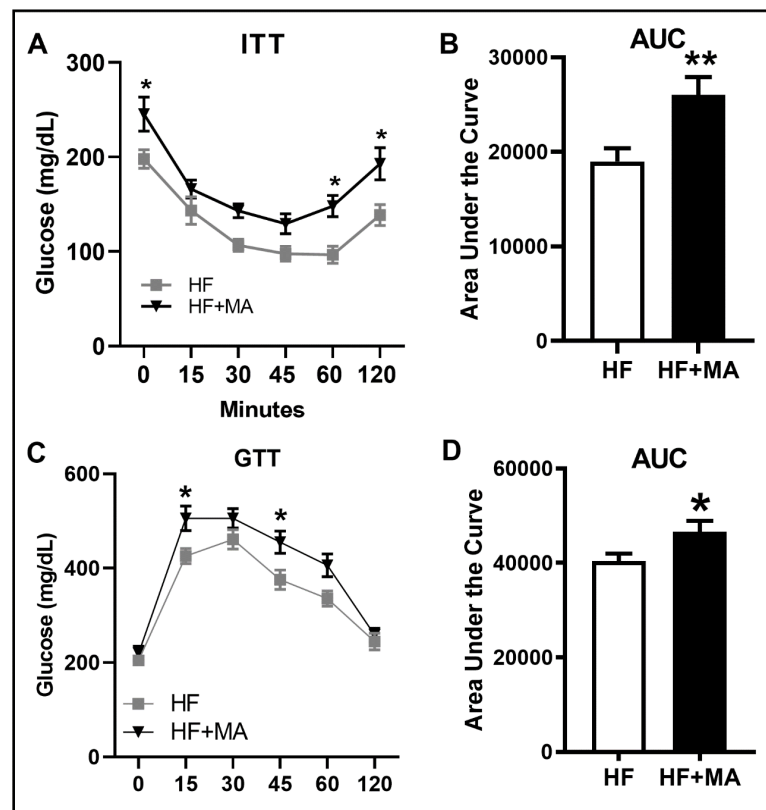 A
ITT
Glucose (mg/dL)
300
200
100
0
*
*
*
HF
HF+MA
0 15 30 45 60 120
Minutes
B
AUC
Area Under the Curve
30000
20000
10000
0
**
HF HF+MA
C
GTT
Glucose (mg/dL)
600
400
200
0
*
*
HF
HF+MA
0 15 30 45 60 120
D
AUC
Area Under the Curve
60000
40000
20000
0
*
HF HF+MA